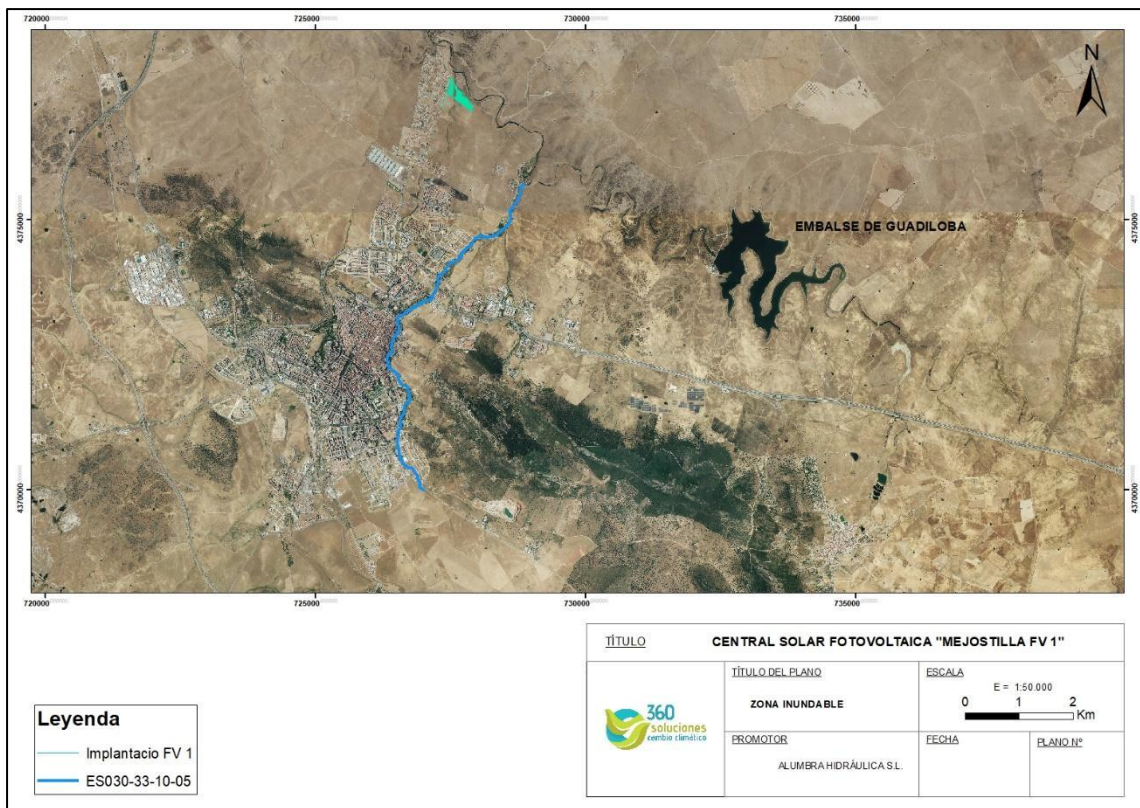 720000
725000
730000
735000
N
4375000
4375000
EMBALSE DE GUADILOBA
4370000
4370000
720000
725000
730000
735000
TÍTULO
CENTRAL SOLAR FOTOVOLTAICA "MEJOSTILLA FV 1"
TÍTULO DEL PLANO
ESCALA
E = 1:50.000
0 1 2
Km
ZONA INUNDABLE
360
soluciones
cambio climático
PROMOTOR
FECHA
PLANO Nº
ALUMBRA HIDRÁULICA S.L.
Leyenda
Implantacio FV 1
ES030-33-10-05